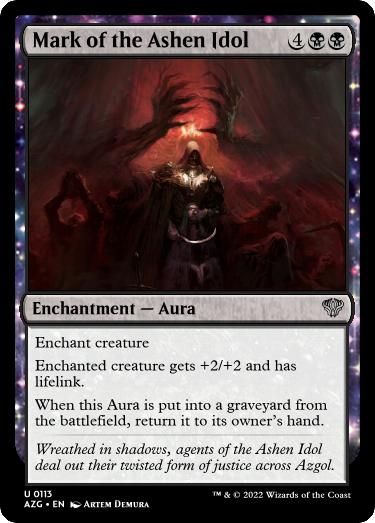 Mark of the Ashen Idol 4
Enchantment — Aura
Enchant creature
Enchanted creature gets +2/+2 and has
lifelink.
When this Aura is put into a graveyard from
the battlefield, return it to its owner's hand.
Wreathed in shadows, agents of the Ashen Idol
deal out their twisted form of justice across Azgol.
U 0113
AZG • EN Artem Demura
™ & © 2022 Wizards of the Coast